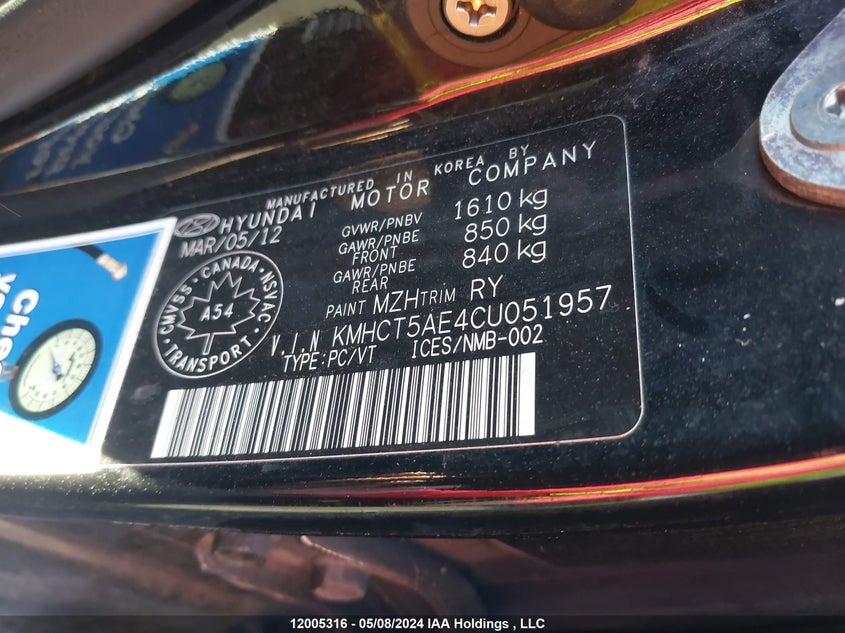 MANUFACTURED IN KOREA BY
HYUNDAI MOTOR COMPANY
MAR/05/12
GVWR/PNBV 1610 kg
GAWR/PNBE FRONT 850 kg
GAWR/PNBE REAR 840 kg
PAINT MZH TRIM RY
CMVSS · CANADA · NSVAC
A54
TRANSPORT
V.I.N KMHCT5AE4CU051957
TYPE:PC/VT ICES/NMB-002
12005316 - 05/08/2024 IAA Holdings , LLC